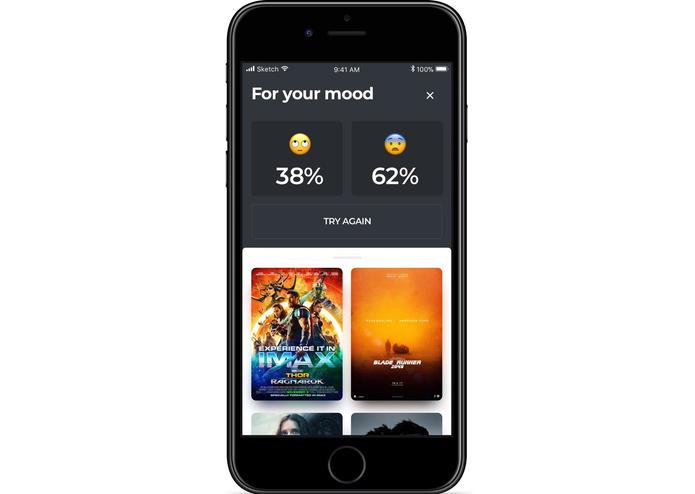 Sketch 9:41 AM 100%
For your mood
38% 62%
TRY AGAIN
EXPERIENCE IT IN
IMAX
THOR
RAGNAROK
SPECIALLY FORMATTED IN IMAX
BLADE RUNNER
2049